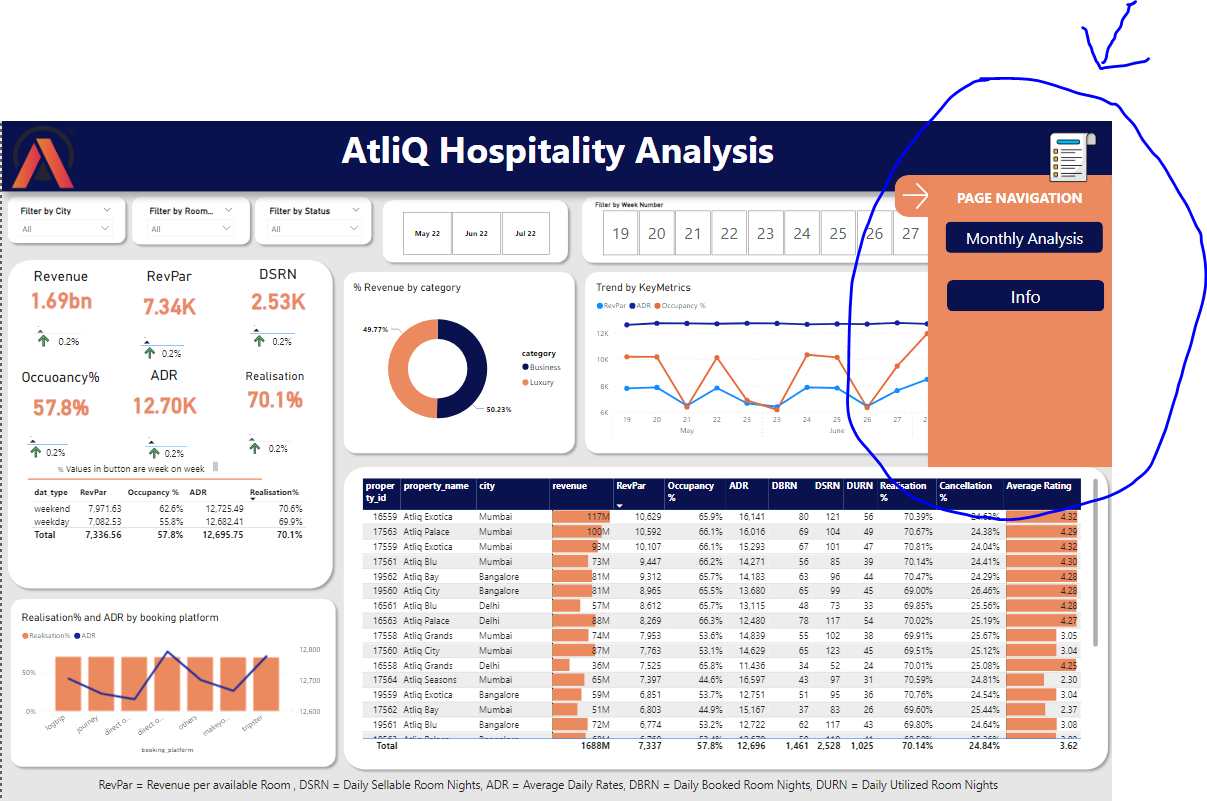 AtliQ Hospitality Analysis
Filter by City
All
Filter by Room...
All
Filter by Status
All
May 22 Jun 22 Jul 22
Filter by Week Number
19 20 21 22 23 24 25 26 27
PAGE NAVIGATION
Monthly Analysis
Info
Revenue RevPar DSRN
1.69bn 7.34K 2.53K
0.2% 0.2% 0.2%
Occuoancy% ADR Realisation
57.8% 12.70K 70.1%
0.2% 0.2% 0.2%
% Values in button are week on week
dat_type RevPar Occupancy % ADR Realisation%
weekend 7,971.63 62.6% 12,725.49 70.6%
weekday 7,082.53 55.8% 12,682.41 69.9%
Total 7,336.56 57.8% 12,695.75 70.1%
% Revenue by category
49.77%
50.23%
category
Business
Luxury
Trend by KeyMetrics
RevPar ADR Occupancy %
12K
10K
8K
6K
19 20 21 22 23 24 25 26 27
May June
Realisation% and ADR by booking platform
Realisation% ADR
50%
0%
12,800
12,700
12,600
logtrip journey direct o... direct o... others makeyo... tripster
booking_platform
property_id property_name city revenue RevPar Occupancy % ADR DBRN DSRN DURN Realisation % Cancellation % Average Rating
16559 Atliq Exotica Mumbai 117M 10,629 65.9% 16,141 80 121 56 70.39% 24.63% 4.32
17563 Atliq Palace Mumbai 100M 10,592 66.1% 16,016 69 104 49 70.67% 24.38% 4.29
17559 Atliq Exotica Mumbai 93M 10,107 66.1% 15,293 67 101 47 70.81% 24.04% 4.32
17561 Atliq Blu Mumbai 73M 9,447 66.2% 14,271 56 85 39 70.14% 24.41% 4.30
19562 Atliq Bay Bangalore 81M 9,312 65.7% 14,183 63 96 44 70.47% 24.29% 4.28
19560 Atliq City Bangalore 81M 8,965 65.5% 13,680 65 99 45 69.00% 26.46% 4.28
16561 Atliq Blu Delhi 57M 8,612 65.7% 13,115 48 73 33 69.85% 25.56% 4.28
16563 Atliq Palace Delhi 88M 8,269 66.3% 12,480 78 117 54 70.02% 25.19% 4.27
17558 Atliq Grands Mumbai 74M 7,953 53.6% 14,839 55 102 38 69.91% 25.67% 3.05
17560 Atliq City Mumbai 87M 7,763 53.1% 14,629 65 123 45 69.51% 25.12% 3.04
16558 Atliq Grands Delhi 36M 7,525 65.8% 11,436 34 52 24 70.01% 25.08% 4.25
17564 Atliq Seasons Mumbai 65M 7,397 44.6% 16,597 43 97 31 70.59% 24.81% 2.30
19559 Atliq Exotica Bangalore 59M 6,851 53.7% 12,751 51 95 36 70.76% 24.54% 3.04
17562 Atliq Bay Mumbai 51M 6,803 44.9% 15,167 37 83 26 69.60% 25.44% 2.37
19561 Atliq Blu Bangalore 72M 6,774 53.2% 12,722 62 117 43 69.80% 24.64% 3.08
Total 1688M 7,337 57.8% 12,696 1,461 2,528 1,025 70.14% 24.84% 3.62
RevPar = Revenue per available Room , DSRN = Daily Sellable Room Nights, ADR = Average Daily Rates, DBRN = Daily Booked Room Nights, DURN = Daily Utilized Room Nights